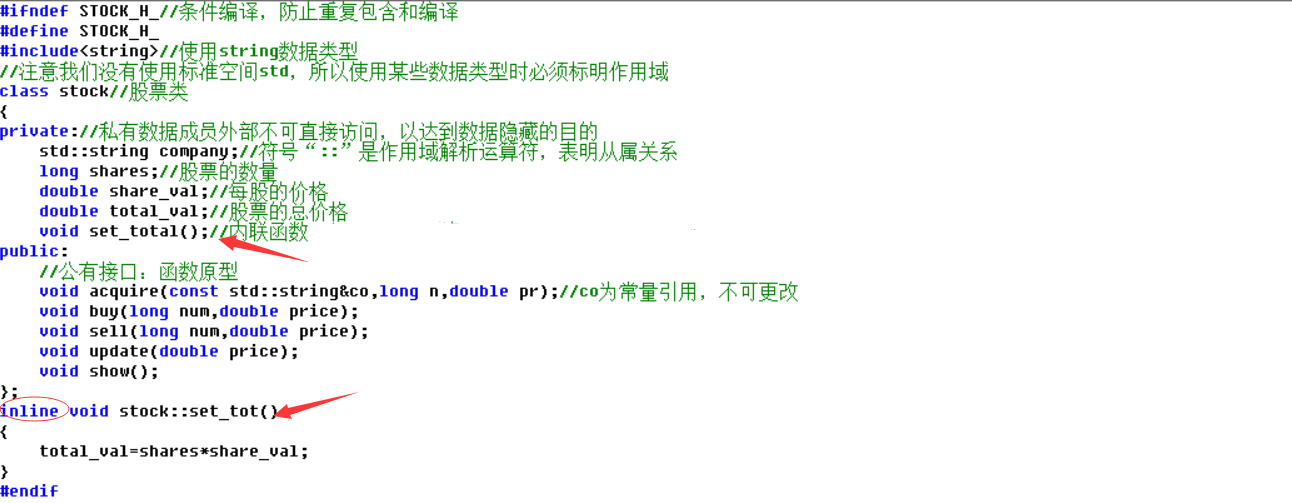 #ifndef STOCK_H_//条件编译，防止重复包含和编译
#define STOCK_H_
#include<string>//使用string数据类型
//注意我们没有使用标准空间std，所以使用某些数据类型时必须标明作用域
class stock//股票类
{
private://私有数据成员外部不可直接访问，以达到数据隐藏的目的
    std::string company;//符号“::”是作用域解析运算符，表明从属关系
    long shares;//股票的数量
    double share_val;//每股的价格
    double total_val;//股票的总价格
    void set_total();//内联函数
public:
    //公有接口：函数原型
    void acquire(const std::string&co,long n,double pr);//co为常量引用，不可更改
    void buy(long num,double price);
    void sell(long num,double price);
    void update(double price);
    void show();
};
inline void stock::set_tot()
{
    total_val=shares*share_val;
}
#endif